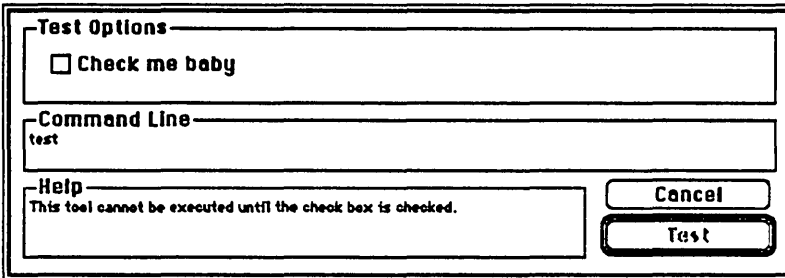 Test Options
Check me baby
Command Line
test
Help
This tool cannot be executed until the check box is checked.
Cancel
Test